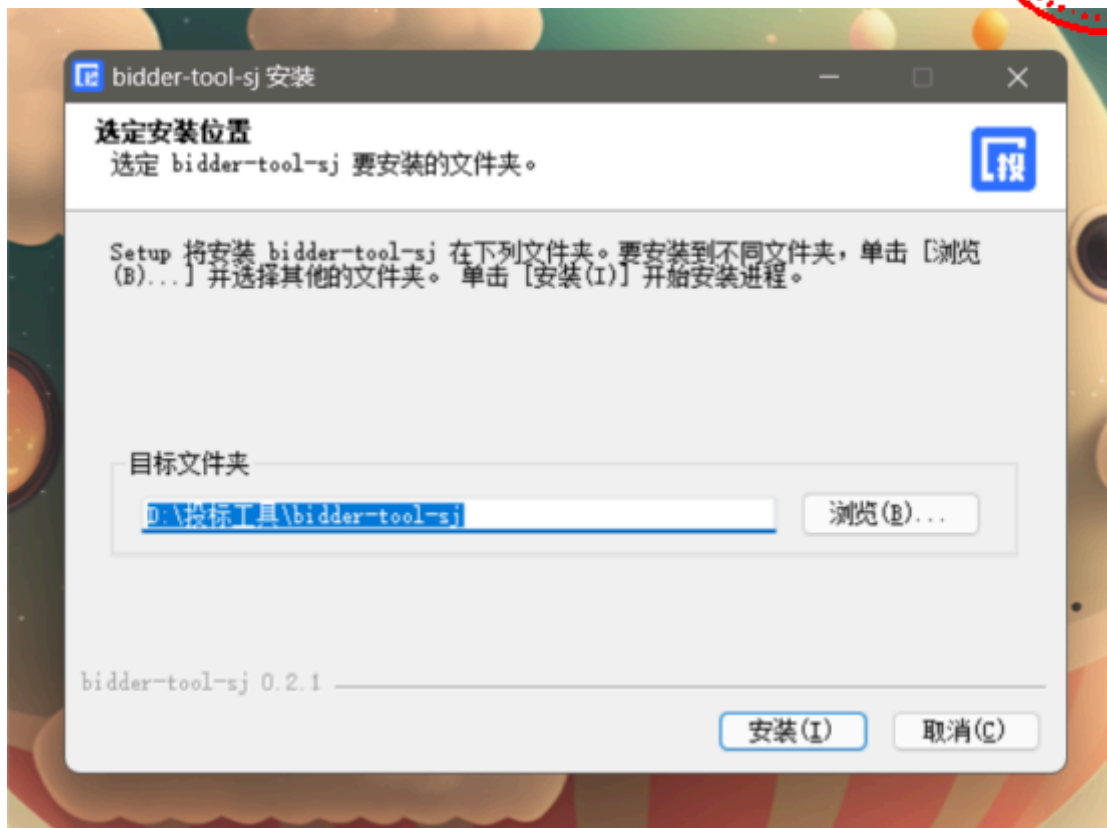 投 bidder-tool-sj 安装
选定安装位置
选定 bidder-tool-sj 要安装的文件夹。
投
Setup 将安装 bidder-tool-sj 在下列文件夹。要安装到不同文件夹，单击 [浏览
(B)...] 并选择其他的文件夹。 单击 [安装(I)] 开始安装进程。
目标文件夹
D:\投标工具\bidder-tool-sj
浏览(B)...
bidder-tool-sj 0.2.1
安装(I)
取消(C)